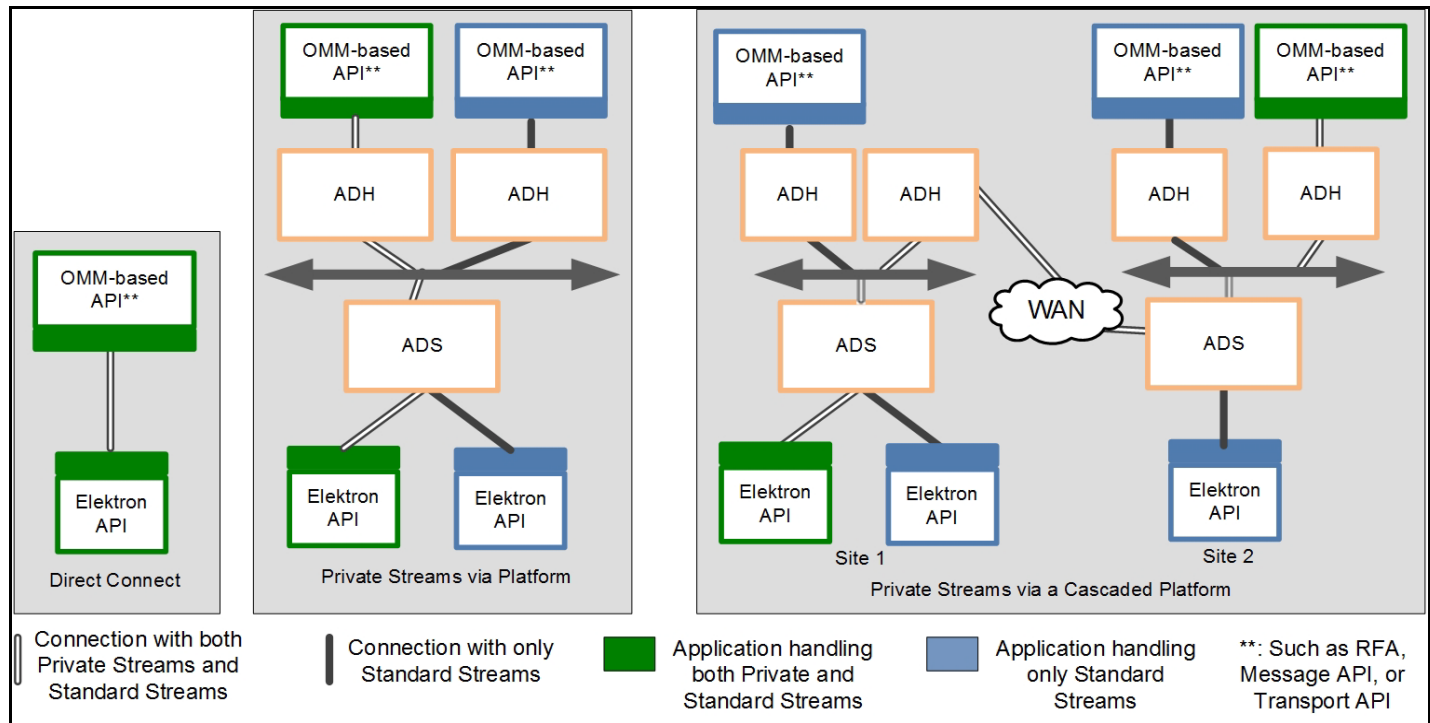 OMM-based
API**
Elektron
API
Direct Connect
OMM-based
API**
OMM-based
API**
ADH
ADH
ADS
Elektron
API
Elektron
API
Private Streams via Platform
OMM-based
API**
OMM-based
API**
OMM-based
API**
ADH
ADH
ADH
ADH
WAN
ADS
ADS
Elektron
API
Elektron
API
Elektron
API
Site 1
Site 2
Private Streams via a Cascaded Platform
Connection with both
Private Streams and
Standard Streams
Connection with only
Standard Streams
Application handling
both Private and
Standard Streams
Application handling
only Standard
Streams
**: Such as RFA,
Message API, or
Transport API